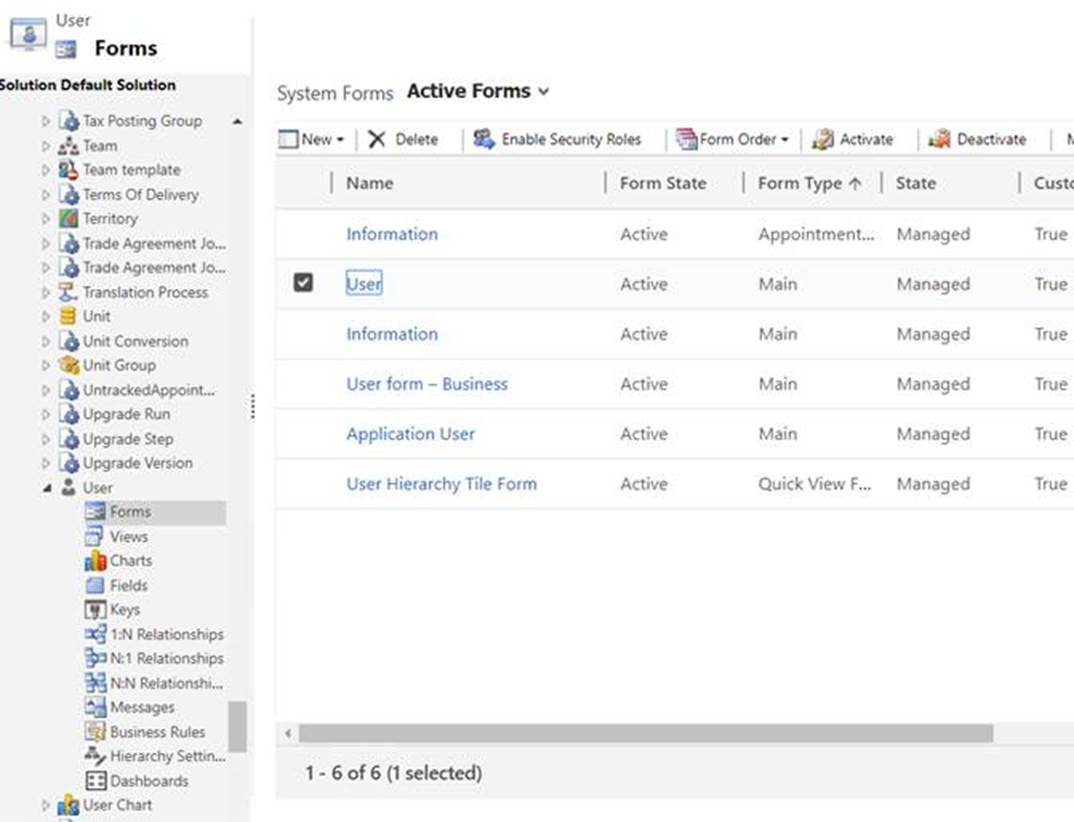 User
Forms
Solution Default Solution
Tax Posting Group
Team
Team template
Terms Of Delivery
Territory
Trade Agreement Jo...
Trade Agreement Jo...
Translation Process
Unit
Unit Conversion
Unit Group
UntrackedAppoint...
Upgrade Run
Upgrade Step
Upgrade Version
User
Forms
Views
Charts
Fields
Keys
1:N Relationships
N:1 Relationships
N:N Relationshi...
Messages
Business Rules
Hierarchy Settin...
Dashboards
User Chart
System Forms Active Forms
New Delete Enable Security Roles Form Order Activate Deactivate M
Name Form State Form Type ↑ State Custo
Information Active Appointment... Managed True
User Active Main Managed True
Information Active Main Managed True
User form – Business Active Main Managed True
Application User Active Main Managed True
User Hierarchy Tile Form Active Quick View F... Managed True
1 - 6 of 6 (1 selected)